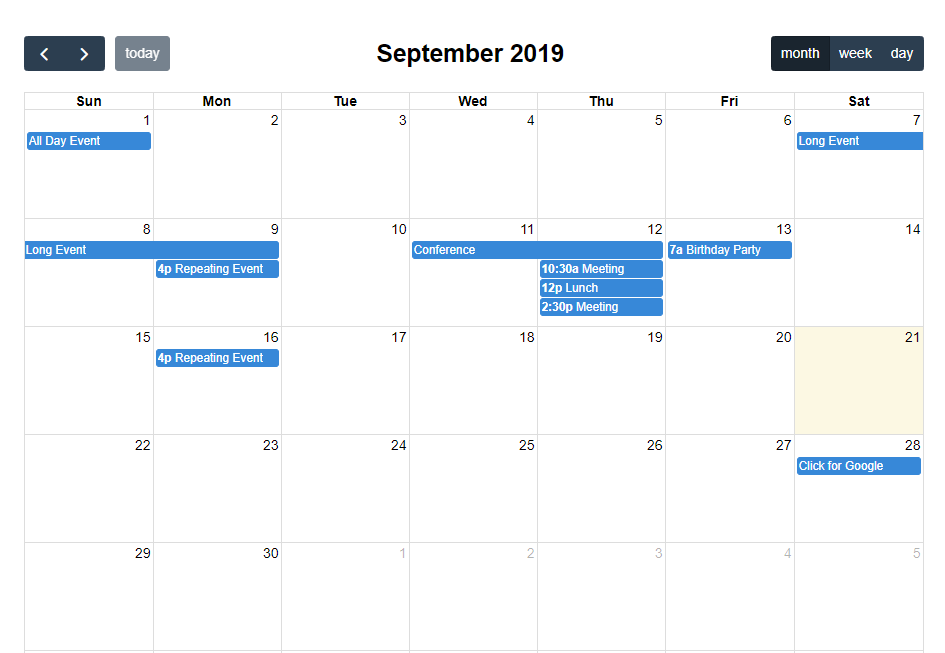 today
September 2019
month week day
Sun Mon Tue Wed Thu Fri Sat
1 2 3 4 5 6 7
All Day Event Long Event
8 9 10 11 12 13 14
Long Event Conference 7a Birthday Party
4p Repeating Event 10:30a Meeting
12p Lunch
2:30p Meeting
15 16 17 18 19 20 21
4p Repeating Event
22 23 24 25 26 27 28
Click for Google
29 30 1 2 3 4 5